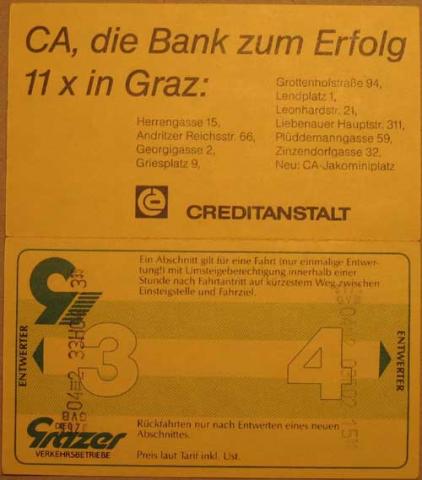 CA, die Bank zum Erfolg
11 x in Graz:
Herrengasse 15,
Andritzer Reichsstr. 66,
Georgigasse 2,
Griesplatz 9,
Grottenhofstraße 94,
Lendplatz 1,
Leonhardstr. 21,
Liebenauer Hauptstr. 311,
Plüddemanngasse 59,
Zinzendorfgasse 32,
Neu: CA-Jakominiplatz
CREDITANSTALT
Ein Abschnitt gilt für eine Fahrt (nur einmalige Entwer-
tung!) mit Umsteigeberechtigung innerhalb einer
Stunde nach Fahrtantritt auf kürzestem Weg zwischen
Einsteigstelle und Fahrziel.
ENTWERTER
3
4
ENTWERTER
Grazer
VERKEHRSBETRIEBE
Rückfahrten nur nach Entwerten eines neuen
Abschnittes.
Preis laut Tarif inkl. Ust.